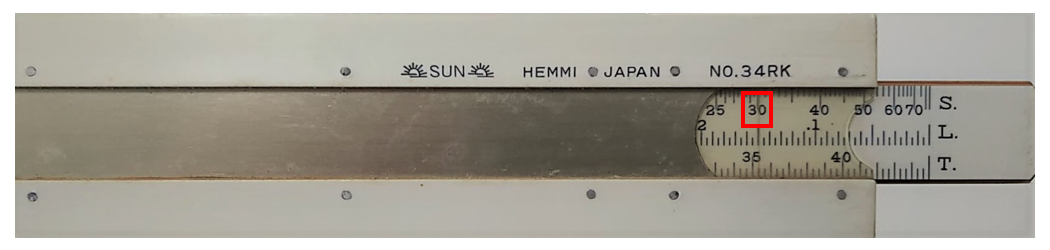 SUN HEMMI JAPAN NO.34RK
25 30 40 50 60 70 S.
2 .1 L.
35 40 T.